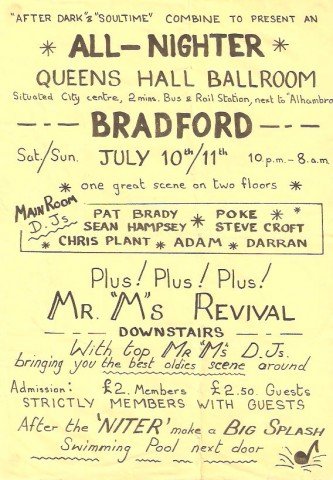 "AFTER DARK" & "SOULTIME" COMBINE TO PRESENT AN
* ALL-NIGHTER *
QUEENS HALL BALLROOM
Situated City centre, 2 mins. Bus & Rail Station, next to "Alhambra
BRADFORD
Sat./Sun. JULY 10th/11th 10 p.m.-8.a.m
* one great scene on two floors *
MAIN ROOM
D.Js
PAT BRADY * POKE *
SEAN HAMPSEY * STEVE CROFT
CHRIS PLANT * ADAM * DARRAN
Plus! Plus! Plus!
MR. "M"s REVIVAL
DOWNSTAIRS
With top MR "M's" D.Js.
bringing you the best oldies scene around
Admission: £2. Members £2.50. Guests
STRICTLY MEMBERS WITH GUESTS
After the 'NITER' make a BIG SPLASH
Swimming Pool next door